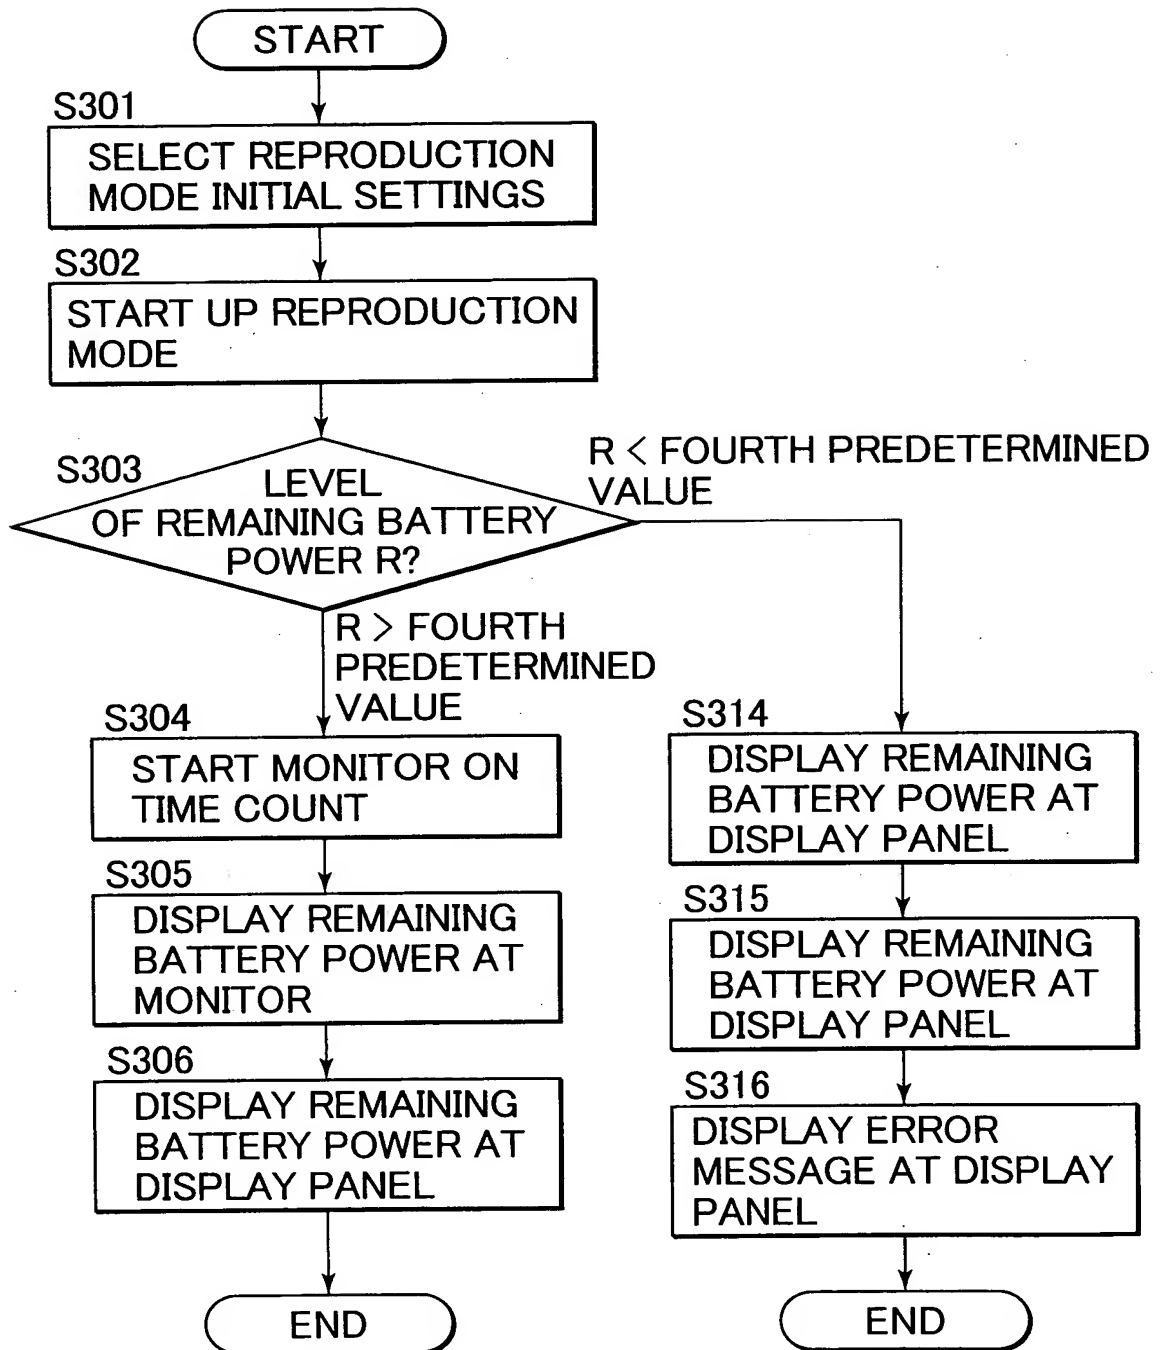 START
S301
SELECT REPRODUCTION
MODE INITIAL SETTINGS
S302
START UP REPRODUCTION
MODE
S303
LEVEL
OF REMAINING BATTERY
POWER R?
R < FOURTH PREDETERMINED
VALUE
R > FOURTH
PREDETERMINED
VALUE
S304
START MONITOR ON
TIME COUNT
S305
DISPLAY REMAINING
BATTERY POWER AT
MONITOR
S306
DISPLAY REMAINING
BATTERY POWER AT
DISPLAY PANEL
END
S314
DISPLAY REMAINING
BATTERY POWER AT
DISPLAY PANEL
S315
DISPLAY REMAINING
BATTERY POWER AT
DISPLAY PANEL
S316
DISPLAY ERROR
MESSAGE AT DISPLAY
PANEL
END